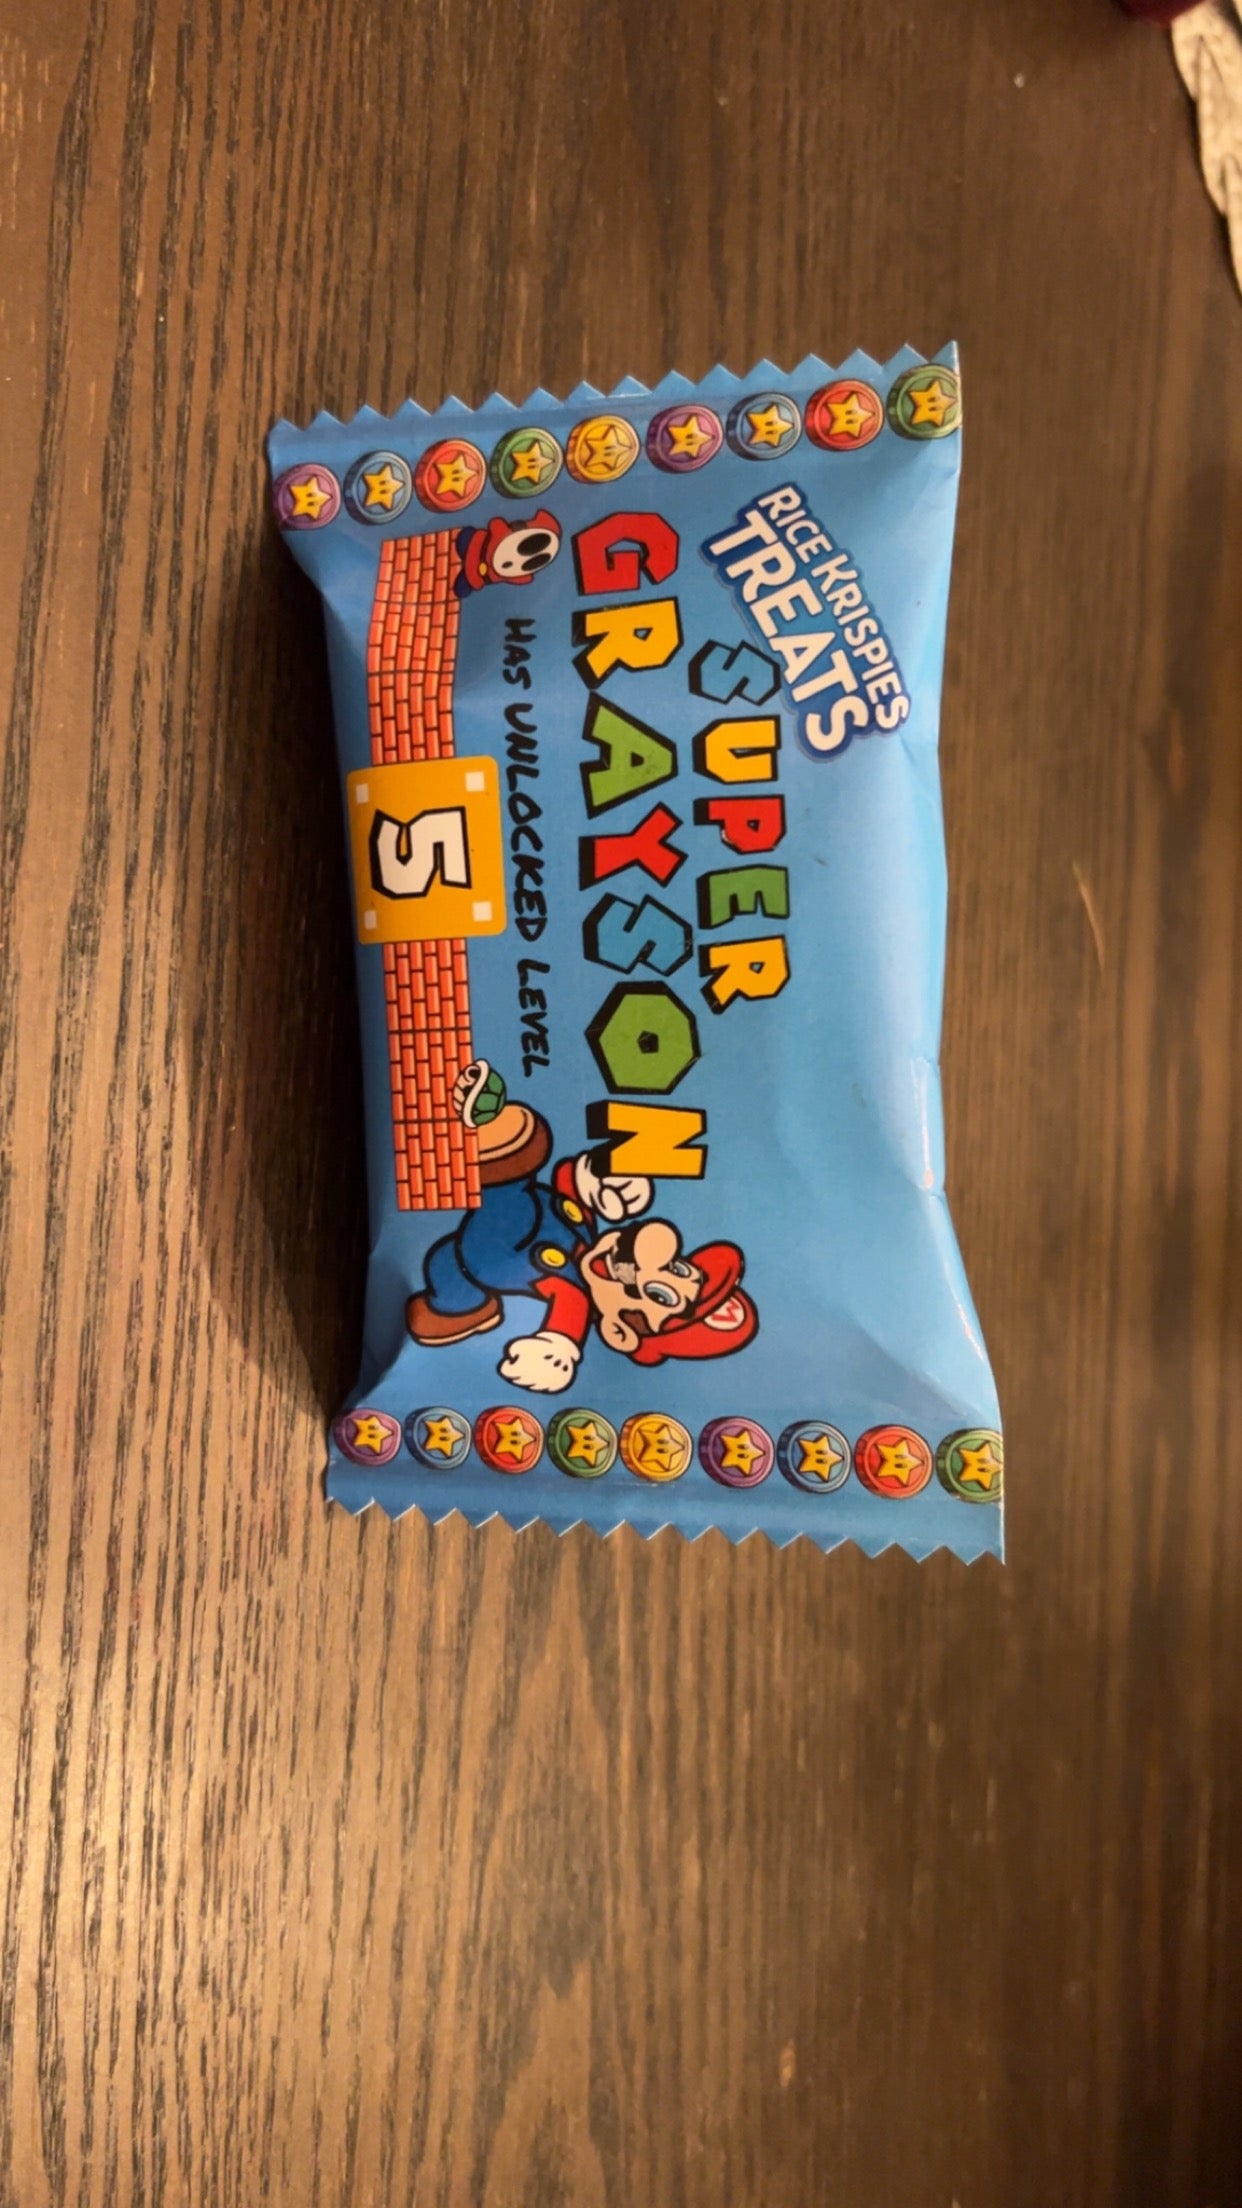 RICE KRISPIES
TREATS
SUPER
GRAYSON
HAS UNLOCKED LEVEL
5
M